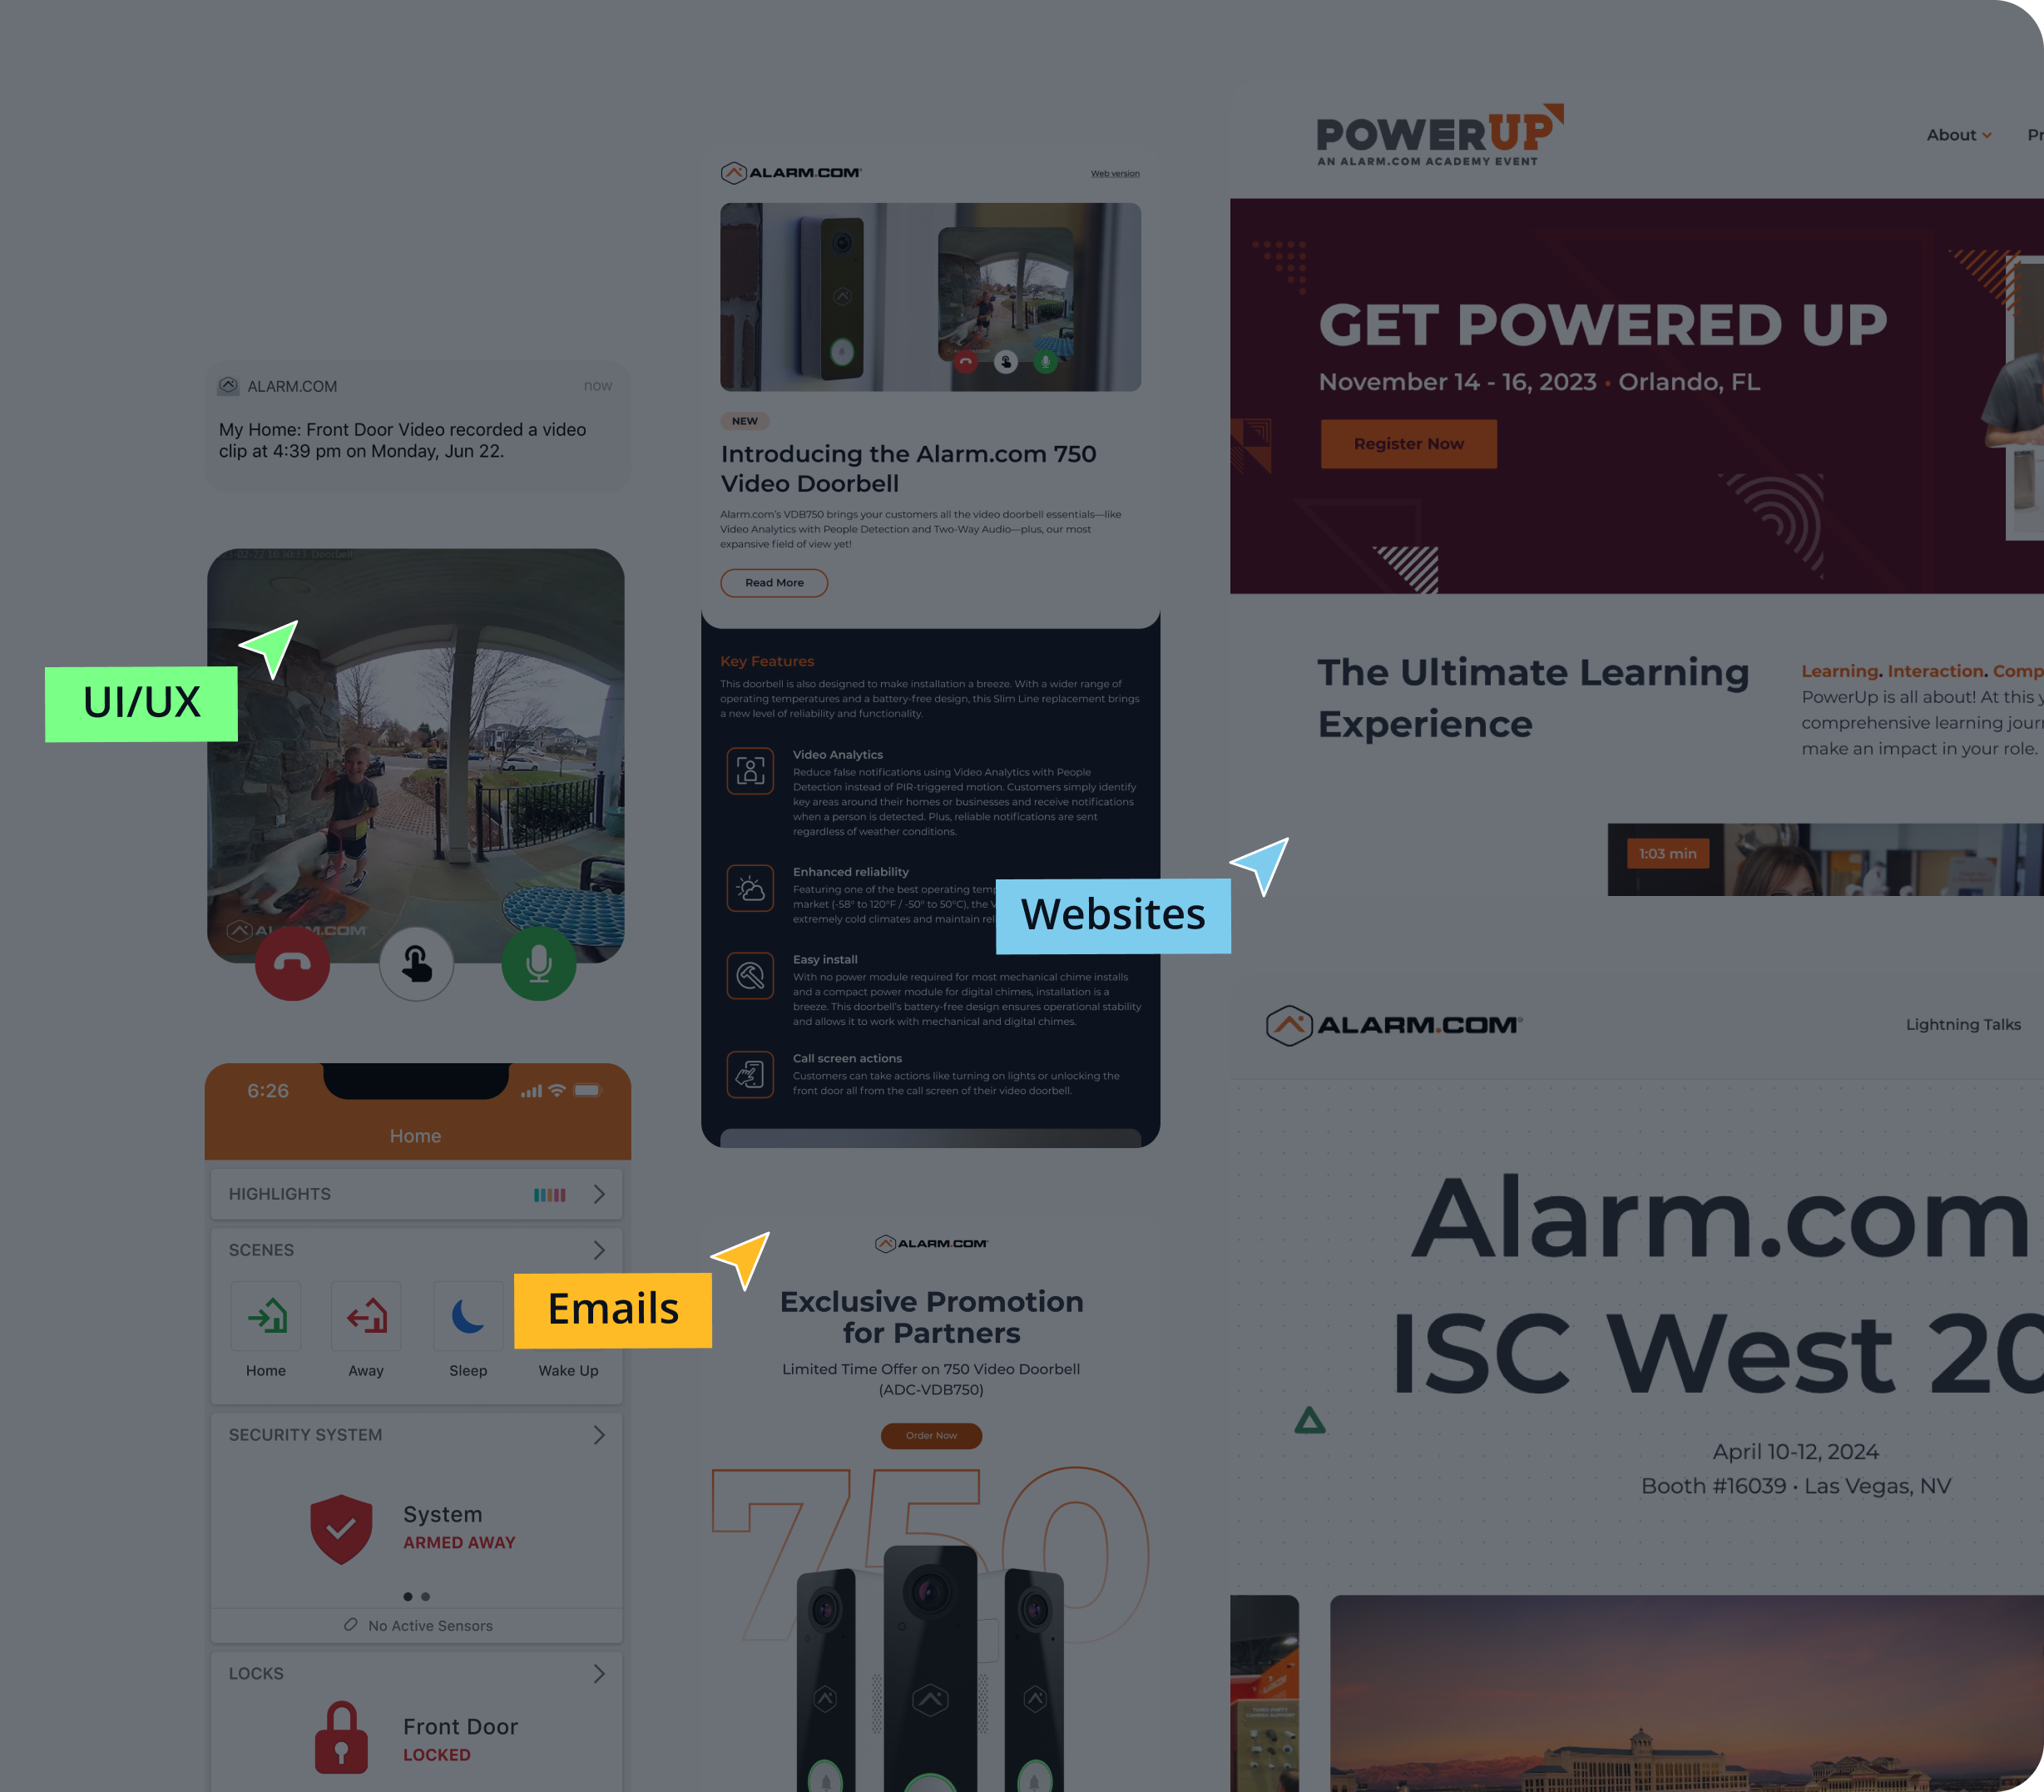 ALARM.COM
now
My Home: Front Door Video recorded a video
clip at 4:39 pm on Monday, Jun 22.
Doorbell
UI/UX
6:26
Home
HIGHLIGHTS
SCENES
Home
Away
Sleep
Wake Up
SECURITY SYSTEM
System
ARMED AWAY
No Active Sensors
LOCKS
Front Door
LOCKED
ALARM.COM
Web version
NEW
Introducing the Alarm.com 750
Video Doorbell
Alarm.com's VDB750 brings your customers all the video doorbell essentials—like
Video Analytics with People Detection and Two-Way Audio—plus, our most
expansive field of view yet!
Read More
Key Features
This doorbell is also designed to make installation a breeze. With a wider range of
operating temperatures and a battery-free design, this Slim Line replacement brings
a new level of reliability and functionality.
Video Analytics
Reduce false notifications using Video Analytics with People
Detection instead of PIR-triggered motion. Customers simply identify
key areas around their homes or businesses and receive notifications
when a person is detected. Plus, reliable notifications are sent
regardless of weather conditions.
Enhanced reliability
Featuring one of the best operating temp
market (-58° to 120°F / -50° to 50°C), the V
extremely cold climates and maintain rel
Websites
Easy install
With no power module required for most mechanical chime installs
and a compact power module for digital chimes, installation is a
breeze. This doorbell's battery-free design ensures operational stability
and allows it to work with mechanical and digital chimes.
Call screen actions
Customers can take actions like turning on lights or unlocking the
front door all from the call screen of their video doorbell.
Emails
ALARM.COM
Exclusive Promotion
for Partners
Limited Time Offer on 750 Video Doorbell
(ADC-VDB750)
Order Now
750
POWERUP
AN ALARM.COM ACADEMY EVENT
About
Pr
GET POWERED UP
November 14 - 16, 2023 • Orlando, FL
Register Now
The Ultimate Learning
Experience
Learning. Interaction. Comp
PowerUp is all about! At this y
comprehensive learning jour
make an impact in your role.
1:03 min
ALARM.COM
Lightning Talks
Alarm.com
ISC West 20
April 10-12, 2024
Booth #16039 • Las Vegas, NV